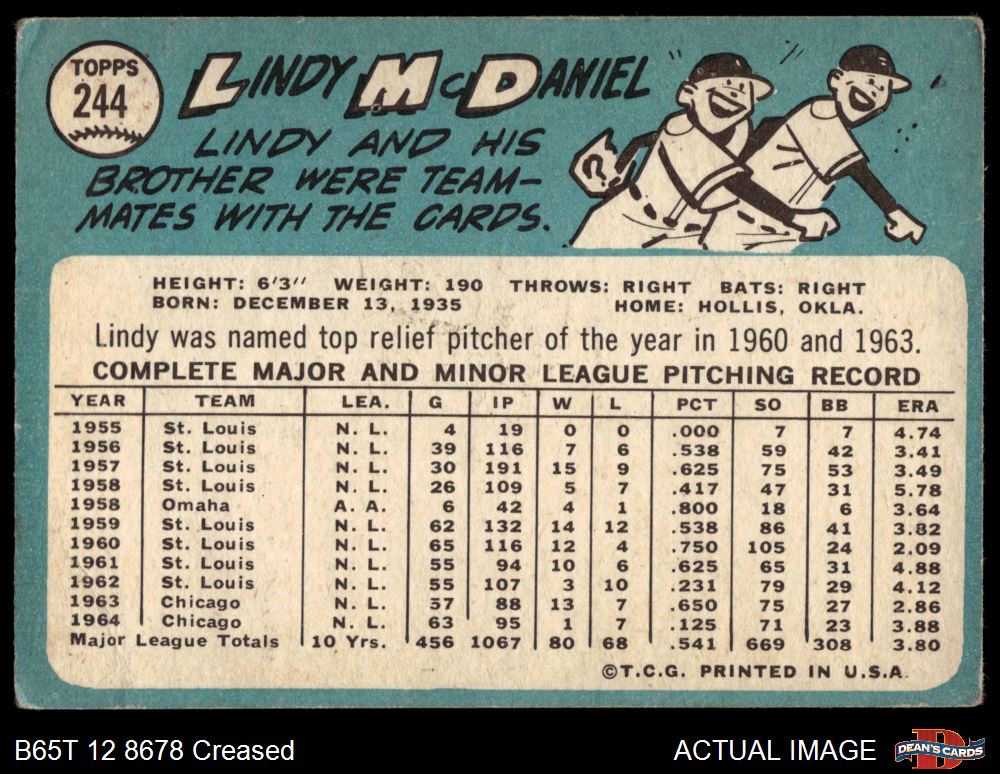 TOPPS
244
LINDY McDANIEL
LINDY AND HIS
BROTHER WERE TEAM-
MATES WITH THE CARDS.
?
HEIGHT: 6'3" WEIGHT: 190 THROWS: RIGHT BATS: RIGHT
BORN: DECEMBER 13, 1935 HOME: HOLLIS, OKLA.
Lindy was named top relief pitcher of the year in 1960 and 1963.
COMPLETE MAJOR AND MINOR LEAGUE PITCHING RECORD
YEAR TEAM LEA. G IP W L PCT SO BB ERA
1955 St. Louis N. L. 4 19 0 0 .000 7 7 4.74
1956 St. Louis N. L. 39 116 7 6 .538 59 42 3.41
1957 St. Louis N. L. 30 191 15 9 .625 75 53 3.49
1958 St. Louis N. L. 26 109 5 7 .417 47 31 5.78
1958 Omaha A. A. 6 42 4 1 .800 18 6 3.64
1959 St. Louis N. L. 62 132 14 12 .538 86 41 3.82
1960 St. Louis N. L. 65 116 12 4 .750 105 24 2.09
1961 St. Louis N. L. 55 94 10 6 .625 65 31 4.88
1962 St. Louis N. L. 55 107 3 10 .231 79 29 4.12
1963 Chicago N. L. 57 88 13 7 .650 75 27 2.86
1964 Chicago N. L. 63 95 1 7 .125 71 23 3.88
Major League Totals 10 Yrs. 456 1067 80 68 .541 669 308 3.80
©T.C.G. PRINTED IN U.S.A.
B65T 12 8678 Creased ACTUAL IMAGE DEAN'S CARDS